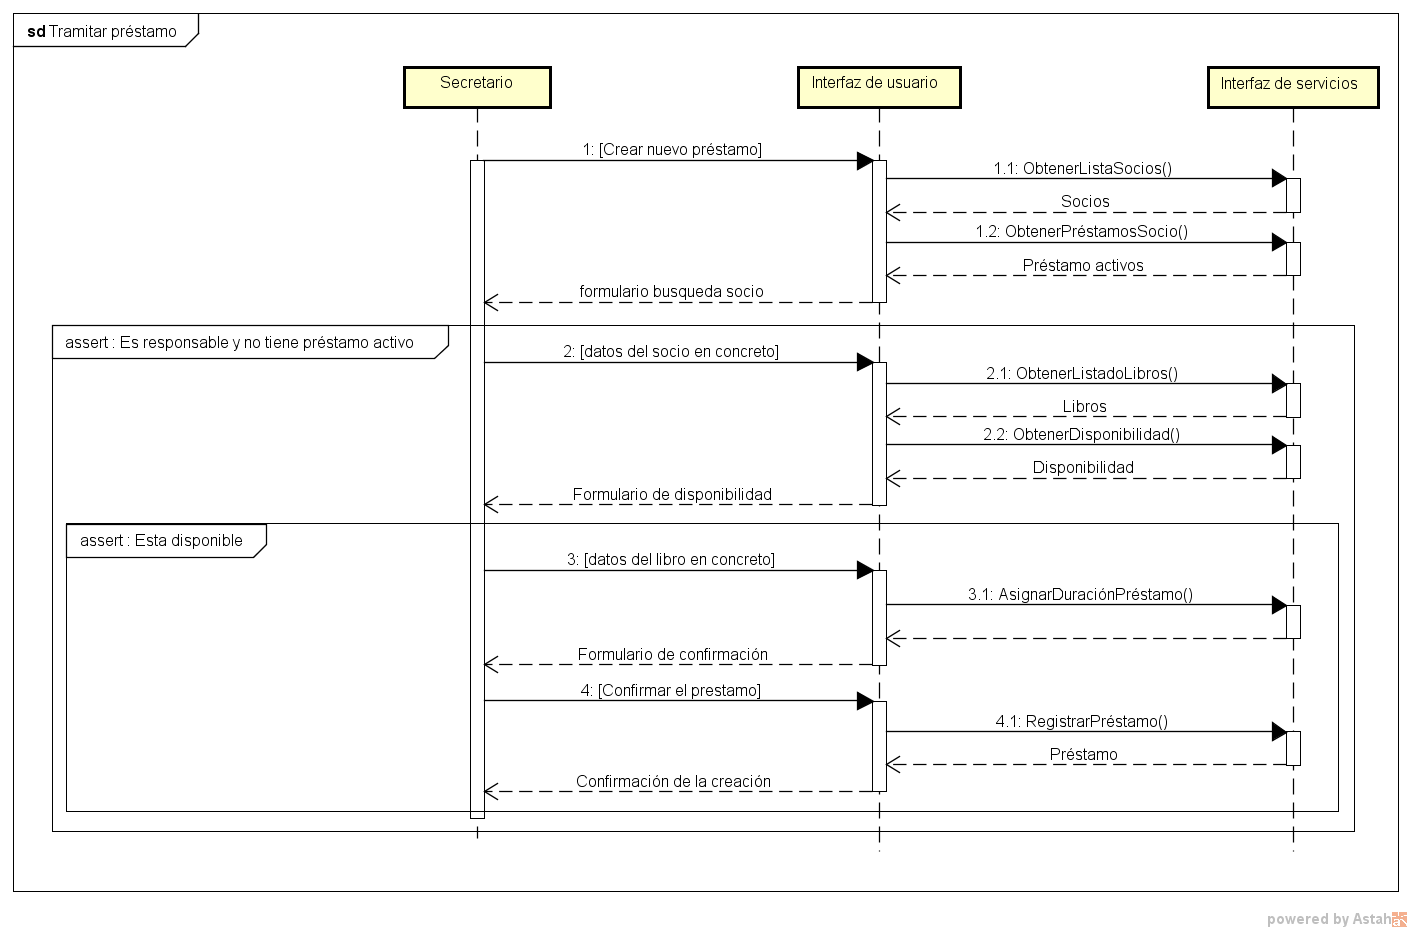 sd Tramitar préstamo
Secretario
Interfaz de usuario
Interfaz de servicios
1: [Crear nuevo préstamo]
1.1: ObtenerListaSocios()
Socios
1.2: ObtenerPréstamosSocio()
Préstamo activos
formulario busqueda socio
assert : Es responsable y no tiene préstamo activo
2: [datos del socio en concreto]
2.1: ObtenerListadoLibros()
Libros
2.2: ObtenerDisponibilidad()
Disponibilidad
Formulario de disponibilidad
assert : Esta disponible
3: [datos del libro en concreto]
3.1: AsignarDuraciónPréstamo()
Formulario de confirmación
4: [Confirmar el prestamo]
4.1: RegistrarPréstamo()
Préstamo
Confirmación de la creación
powered by Astah